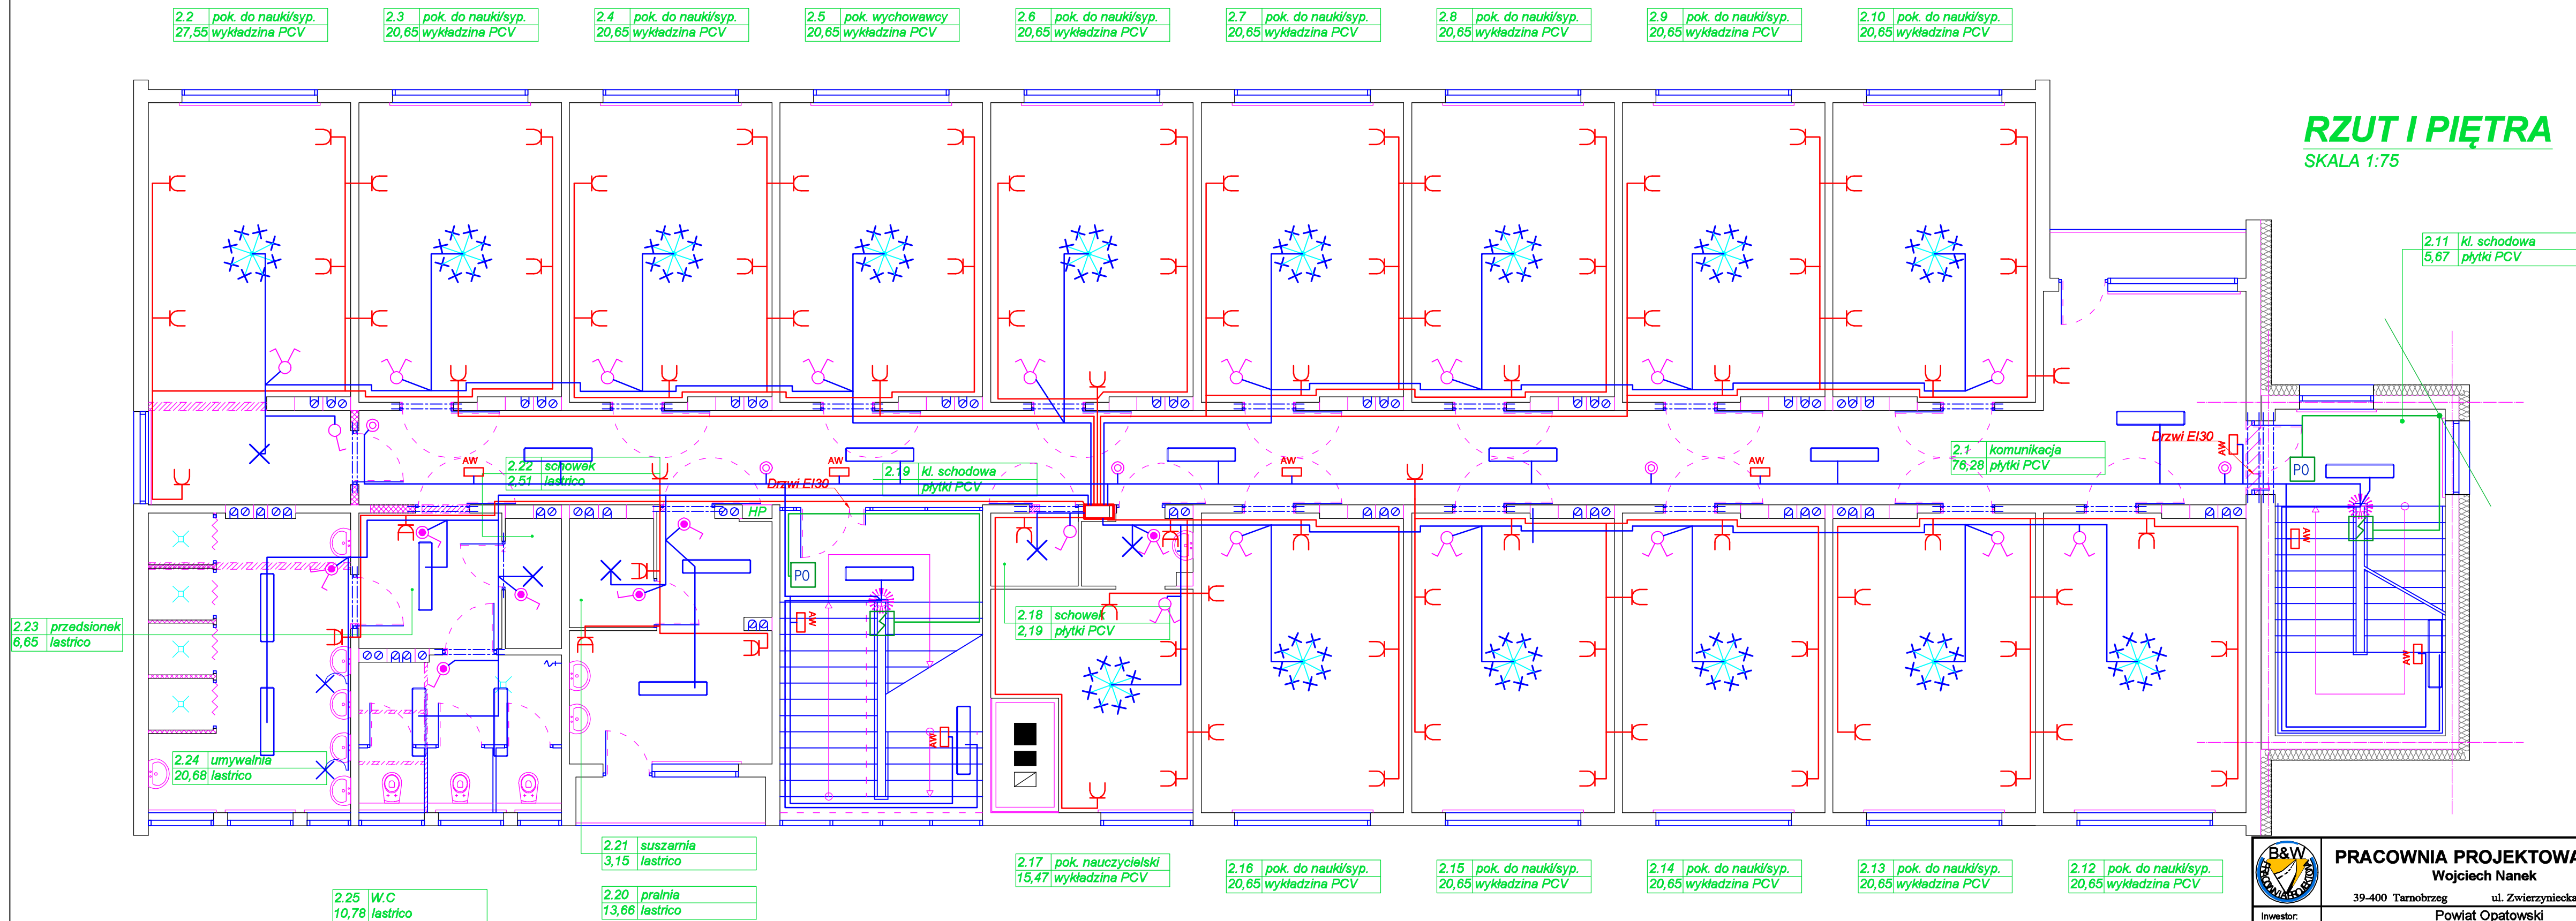 2.2 pok. do nauki/syp.
27,55 wykładzina PCV
2.3 pok. do nauki/syp.
20,65 wykładzina PCV
2.4 pok. do nauki/syp.
20,65 wykładzina PCV
2.5 pok. wychowawcy
20,65 wykładzina PCV
2.6 pok. do nauki/syp.
20,65 wykładzina PCV
2.7 pok. do nauki/syp.
20,65 wykładzina PCV
2.8 pok. do nauki/syp.
20,65 wykładzina PCV
2.9 pok. do nauki/syp.
20,65 wykładzina PCV
2.10 pok. do nauki/syp.
20,65 wykładzina PCV
RZUT I PIĘTRA
SKALA 1:75
2.11 kl. schodowa
5,67 płytki PCV
AW
2.22 schowek
2,51 lastrico
Drzwi EI30
AW
2.19 kl. schodowa
płytki PCV
AW
AW
2.1 komunikacja
76,28 płytki PCV
Drzwi EI30
AW
PO
HP
PO
AW
AW
2.23 przedsionek
6,65 lastrico
2.18 schowek
2,19 płytki PCV
AW
AW
2.24 umywalnia
20,68 lastrico
2.21 suszarnia
3,15 lastrico
2.17 pok. nauczycielski
15,47 wykładzina PCV
2.16 pok. do nauki/syp.
20,65 wykładzina PCV
2.15 pok. do nauki/syp.
20,65 wykładzina PCV
2.14 pok. do nauki/syp.
20,65 wykładzina PCV
2.13 pok. do nauki/syp.
20,65 wykładzina PCV
2.12 pok. do nauki/syp.
20,65 wykładzina PCV
2.25 W.C
10,78 lastrico
2.20 pralnia
13,66 lastrico
B&W
PRACOWNIA PROJEKTOWA
PRACOWNIA PROJEKTOWA
Wojciech Nanek
39-400 Tarnobrzeg ul. Zwierzyniecka
Inwestor: Powiat Opatowski